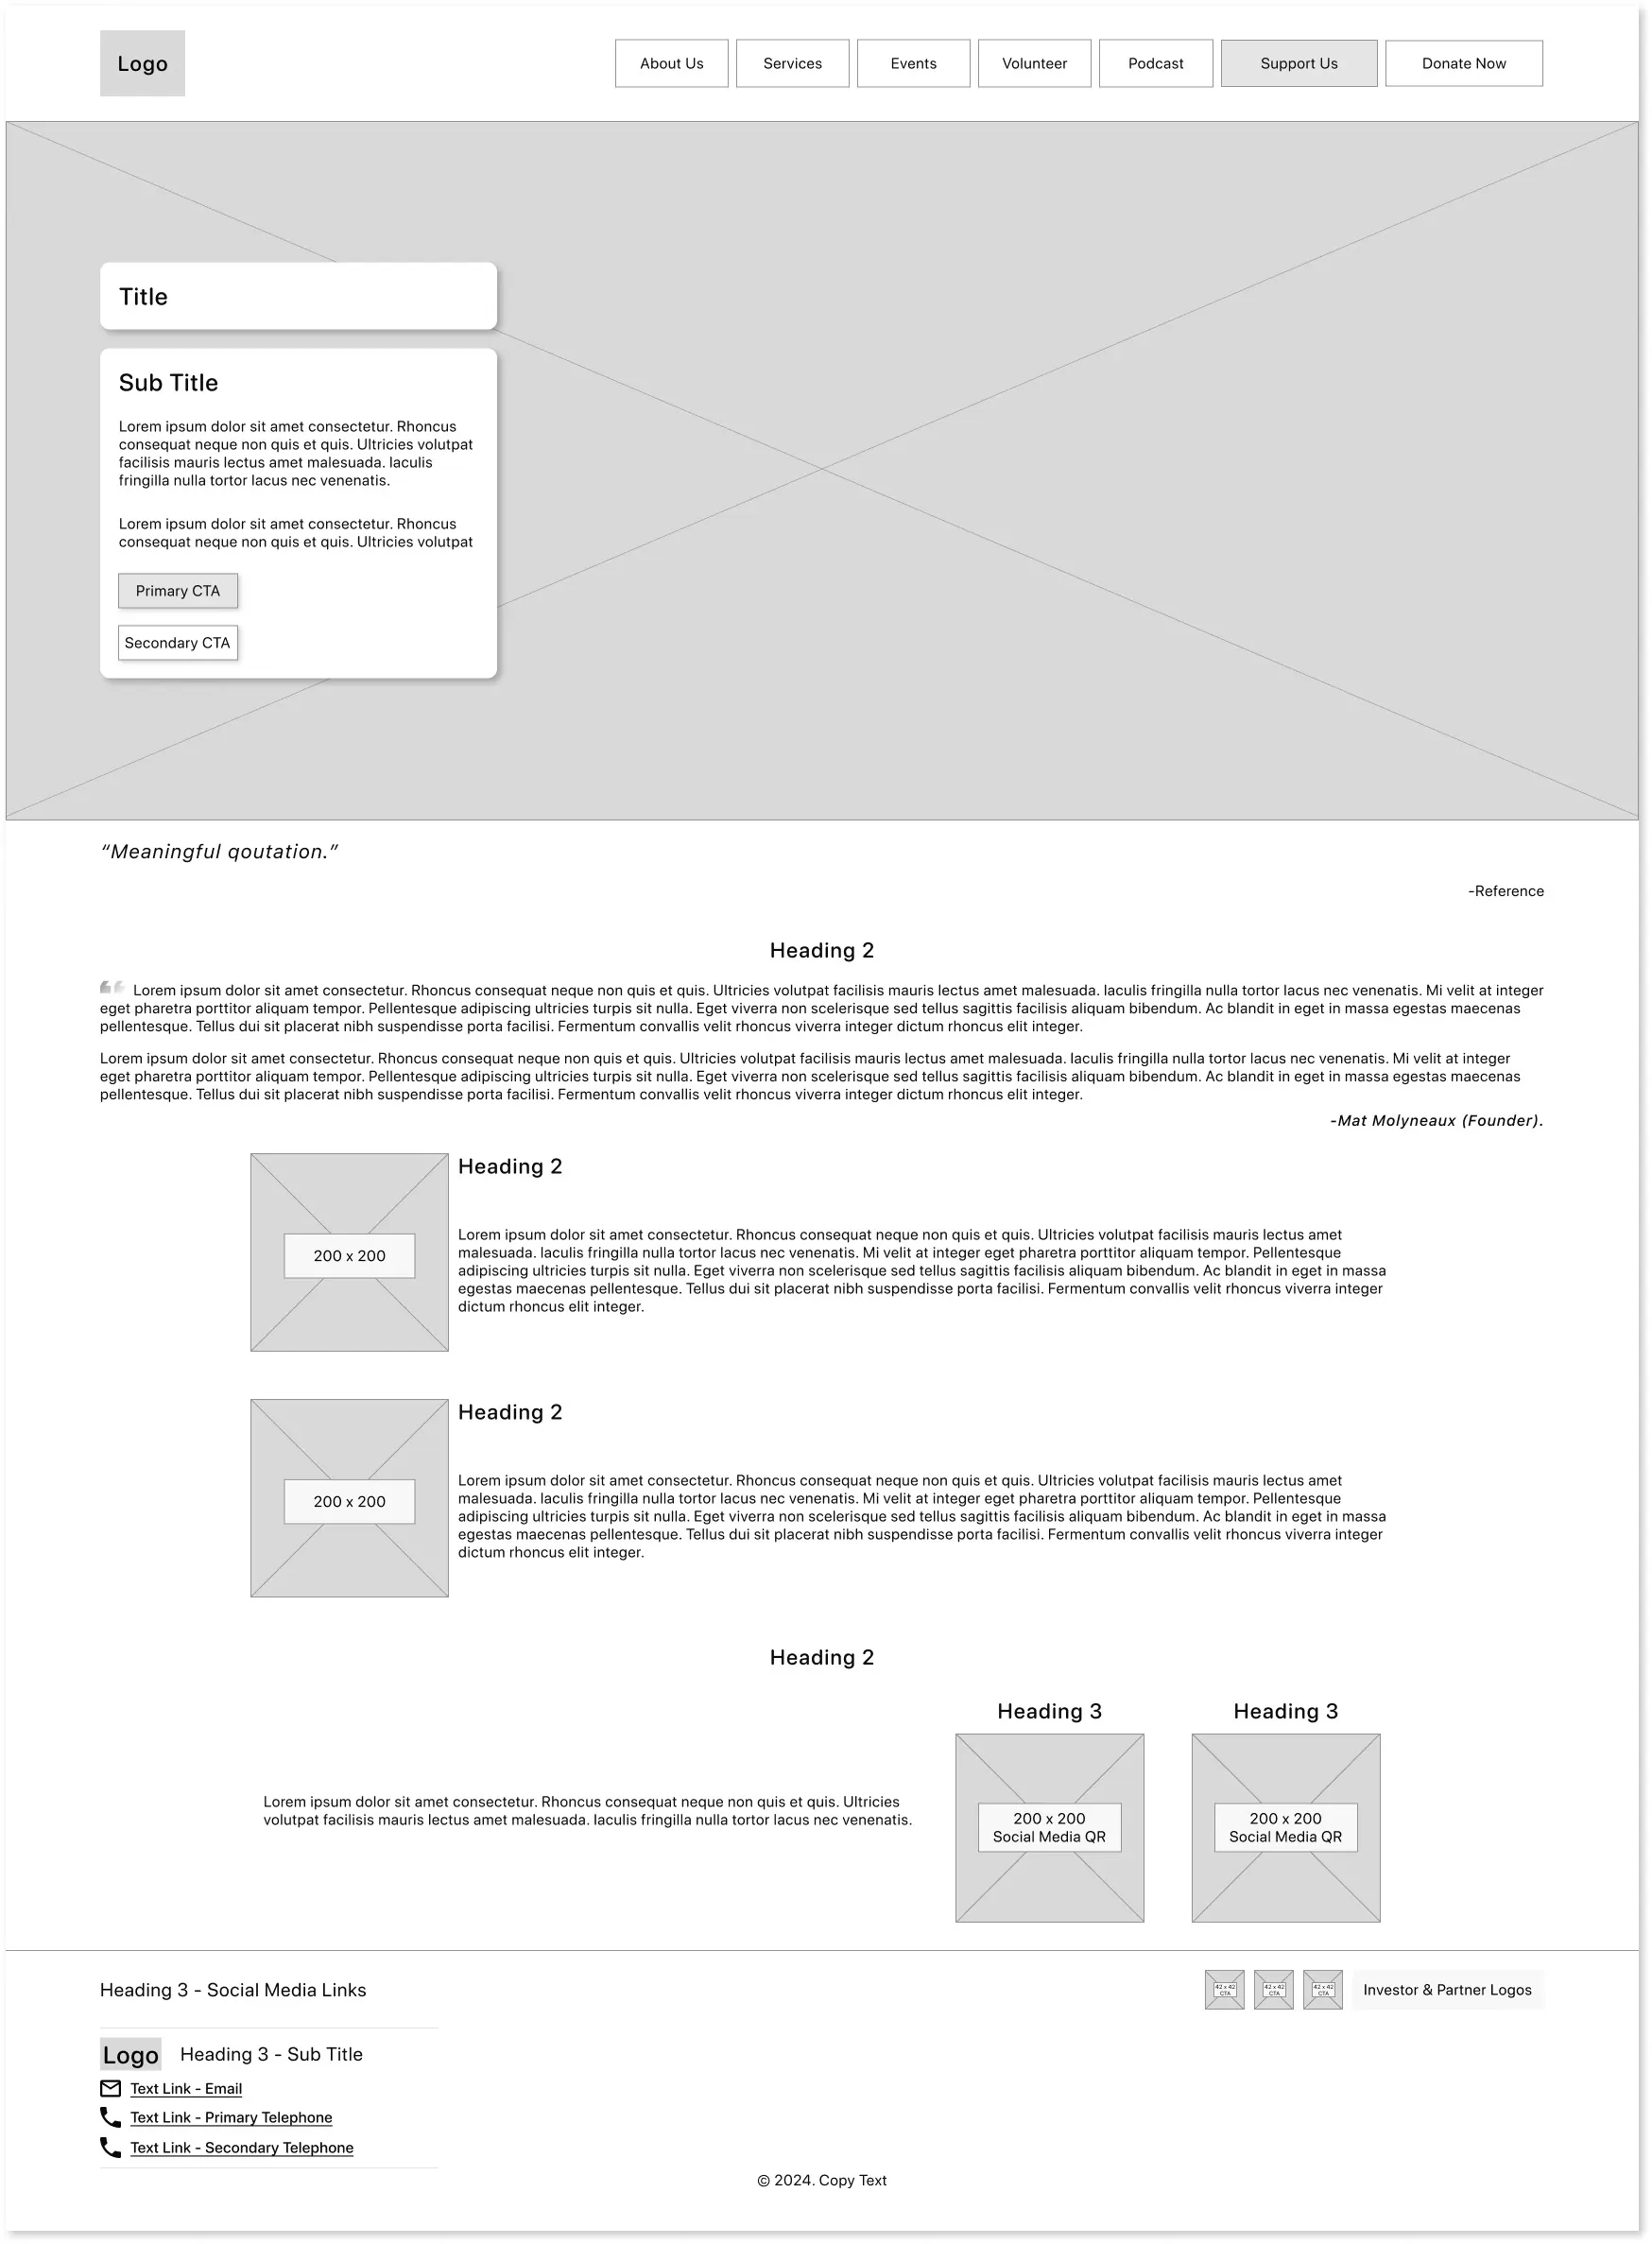 Logo
About Us
Services
Events
Volunteer
Podcast
Support Us
Donate Now
Title
Sub Title
Lorem ipsum dolor sit amet consectetur. Rhoncus
consequat neque non quis et quis. Ultricies volutpat
facilisis mauris lectus amet malesuada. Iaculis
fringilla nulla tortor lacus nec venenatis.
Lorem ipsum dolor sit amet consectetur. Rhoncus
consequat neque non quis et quis. Ultricies volutpat
Primary CTA
Secondary CTA
“Meaningful qoutation.”
-Reference
Heading 2
“ Lorem ipsum dolor sit amet consectetur. Rhoncus consequat neque non quis et quis. Ultricies volutpat facilisis mauris lectus amet malesuada. Iaculis fringilla nulla tortor lacus nec venenatis. Mi velit at integer
eget pharetra porttitor aliquam tempor. Pellentesque adipiscing ultricies turpis sit nulla. Eget viverra non scelerisque sed tellus sagittis facilisis aliquam bibendum. Ac blandit in eget in massa egestas maecenas
pellentesque. Tellus dui sit placerat nibh suspendisse porta facilisi. Fermentum convallis velit rhoncus viverra integer dictum rhoncus elit integer.
Lorem ipsum dolor sit amet consectetur. Rhoncus consequat neque non quis et quis. Ultricies volutpat facilisis mauris lectus amet malesuada. Iaculis fringilla nulla tortor lacus nec venenatis. Mi velit at integer
eget pharetra porttitor aliquam tempor. Pellentesque adipiscing ultricies turpis sit nulla. Eget viverra non scelerisque sed tellus sagittis facilisis aliquam bibendum. Ac blandit in eget in massa egestas maecenas
pellentesque. Tellus dui sit placerat nibh suspendisse porta facilisi. Fermentum convallis velit rhoncus viverra integer dictum rhoncus elit integer.
-Mat Molyneaux (Founder).
200 x 200
Heading 2
Lorem ipsum dolor sit amet consectetur. Rhoncus consequat neque non quis et quis. Ultricies volutpat facilisis mauris lectus amet
malesuada. Iaculis fringilla nulla tortor lacus nec venenatis. Mi velit at integer eget pharetra porttitor aliquam tempor. Pellentesque
adipiscing ultricies turpis sit nulla. Eget viverra non scelerisque sed tellus sagittis facilisis aliquam bibendum. Ac blandit in eget in massa
egestas maecenas pellentesque. Tellus dui sit placerat nibh suspendisse porta facilisi. Fermentum convallis velit rhoncus viverra integer
dictum rhoncus elit integer.
200 x 200
Heading 2
Lorem ipsum dolor sit amet consectetur. Rhoncus consequat neque non quis et quis. Ultricies volutpat facilisis mauris lectus amet
malesuada. Iaculis fringilla nulla tortor lacus nec venenatis. Mi velit at integer eget pharetra porttitor aliquam tempor. Pellentesque
adipiscing ultricies turpis sit nulla. Eget viverra non scelerisque sed tellus sagittis facilisis aliquam bibendum. Ac blandit in eget in massa
egestas maecenas pellentesque. Tellus dui sit placerat nibh suspendisse porta facilisi. Fermentum convallis velit rhoncus viverra integer
dictum rhoncus elit integer.
Heading 2
Lorem ipsum dolor sit amet consectetur. Rhoncus consequat neque non quis et quis. Ultricies
volutpat facilisis mauris lectus amet malesuada. Iaculis fringilla nulla tortor lacus nec venenatis.
Heading 3
200 x 200
Social Media QR
Heading 3
200 x 200
Social Media QR
Heading 3 - Social Media Links
42 x 42
CTA
42 x 42
CTA
42 x 42
CTA
Investor & Partner Logos
Logo
Heading 3 - Sub Title
Text Link - Email
Text Link - Primary Telephone
Text Link - Secondary Telephone
© 2024. Copy Text